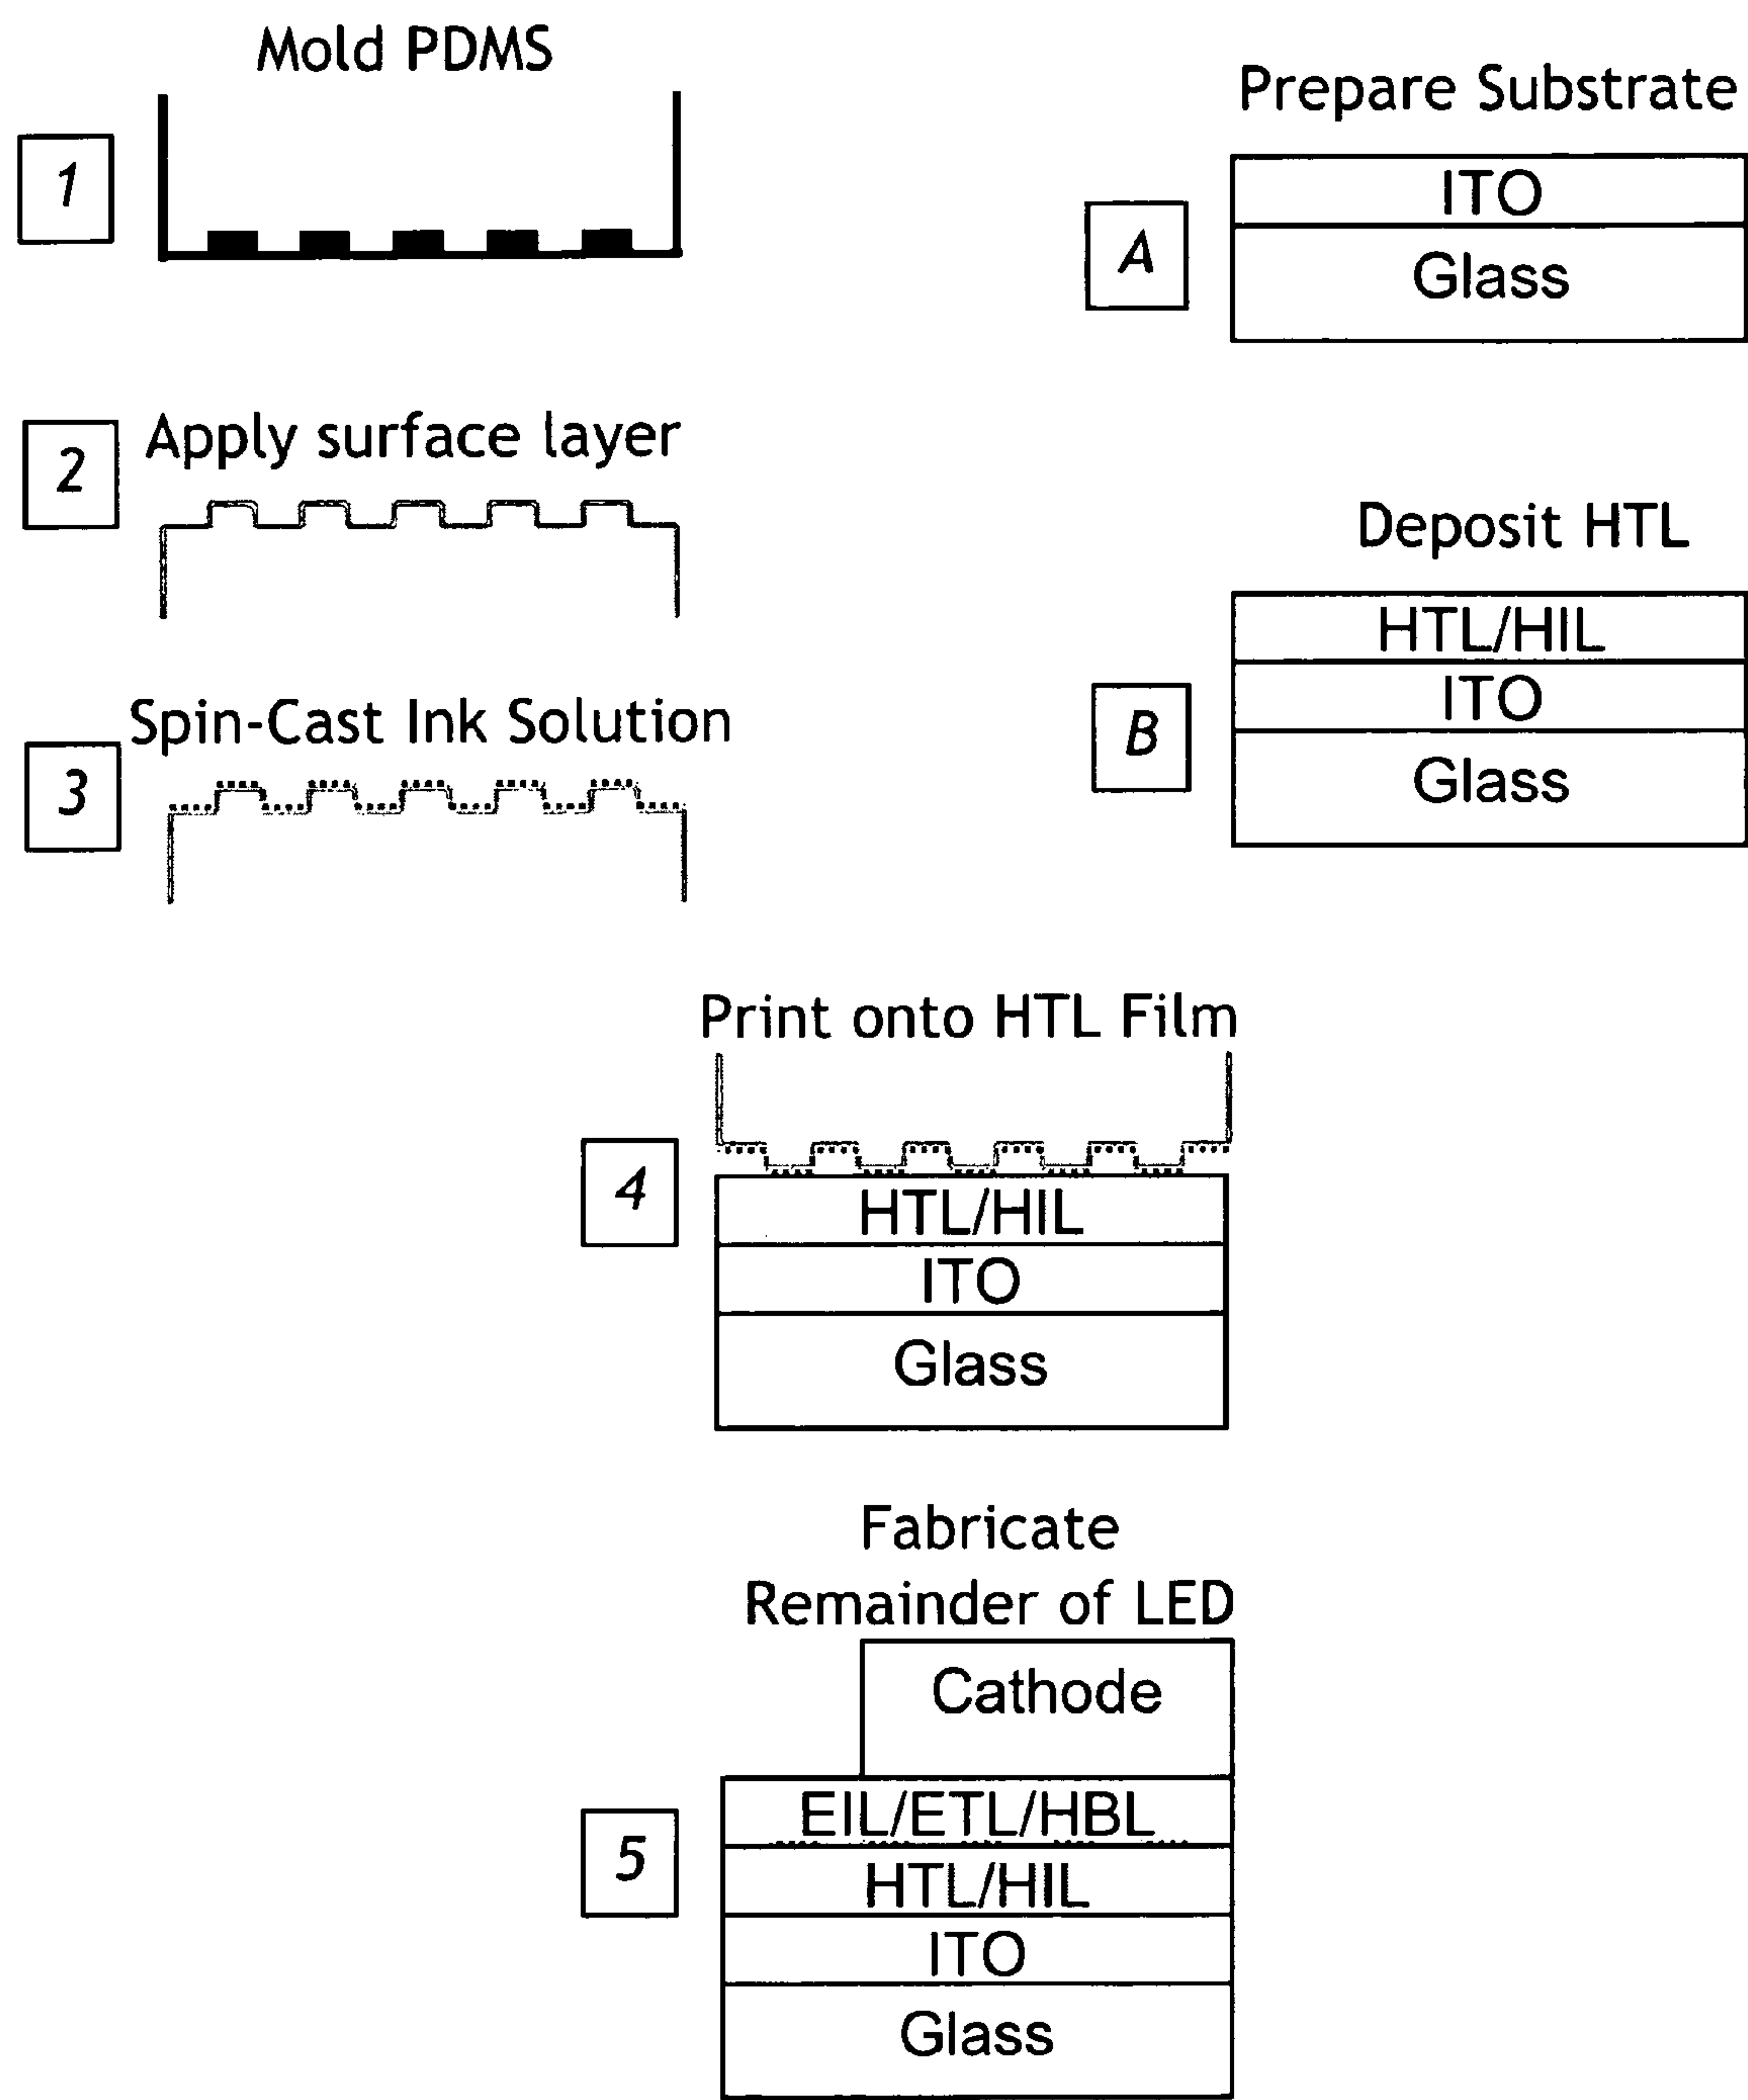 Mold PDMS
1
Apply surface layer
2
Spin-Cast Ink Solution
3
Prepare Substrate
A
ITO
Glass
Deposit HTL
B
HTL/HIL
ITO
Glass
Print onto HTL Film
4
HTL/HIL
ITO
Glass
Fabricate
Remainder of LED
5
Cathode
EIL/ETL/HBL
HTL/HIL
ITO
Glass